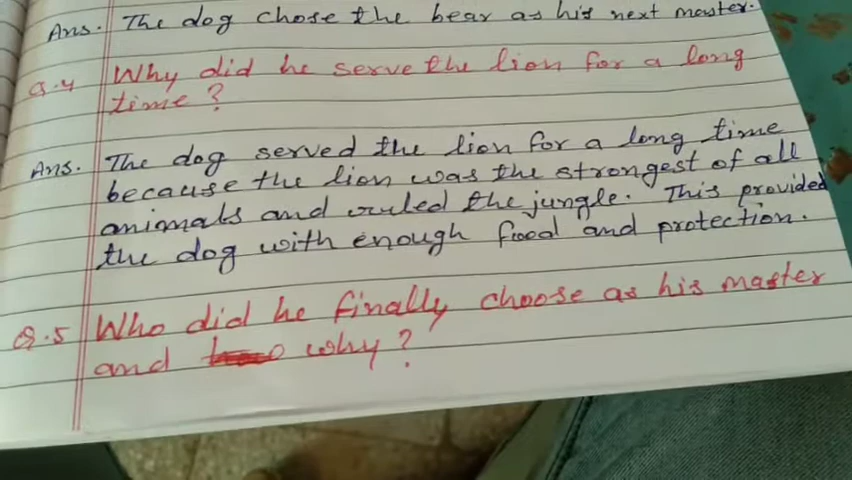 Ans. The dog chose the bear as his next master.
Q.4 Why did he serve the lion for a long
time?
Ans. The dog served the lion for a long time
because the lion was the strongest of all
animals and ruled the jungle. This provided
the dog with enough food and protection.
Q.5 Who did he finally choose as his master
and why?